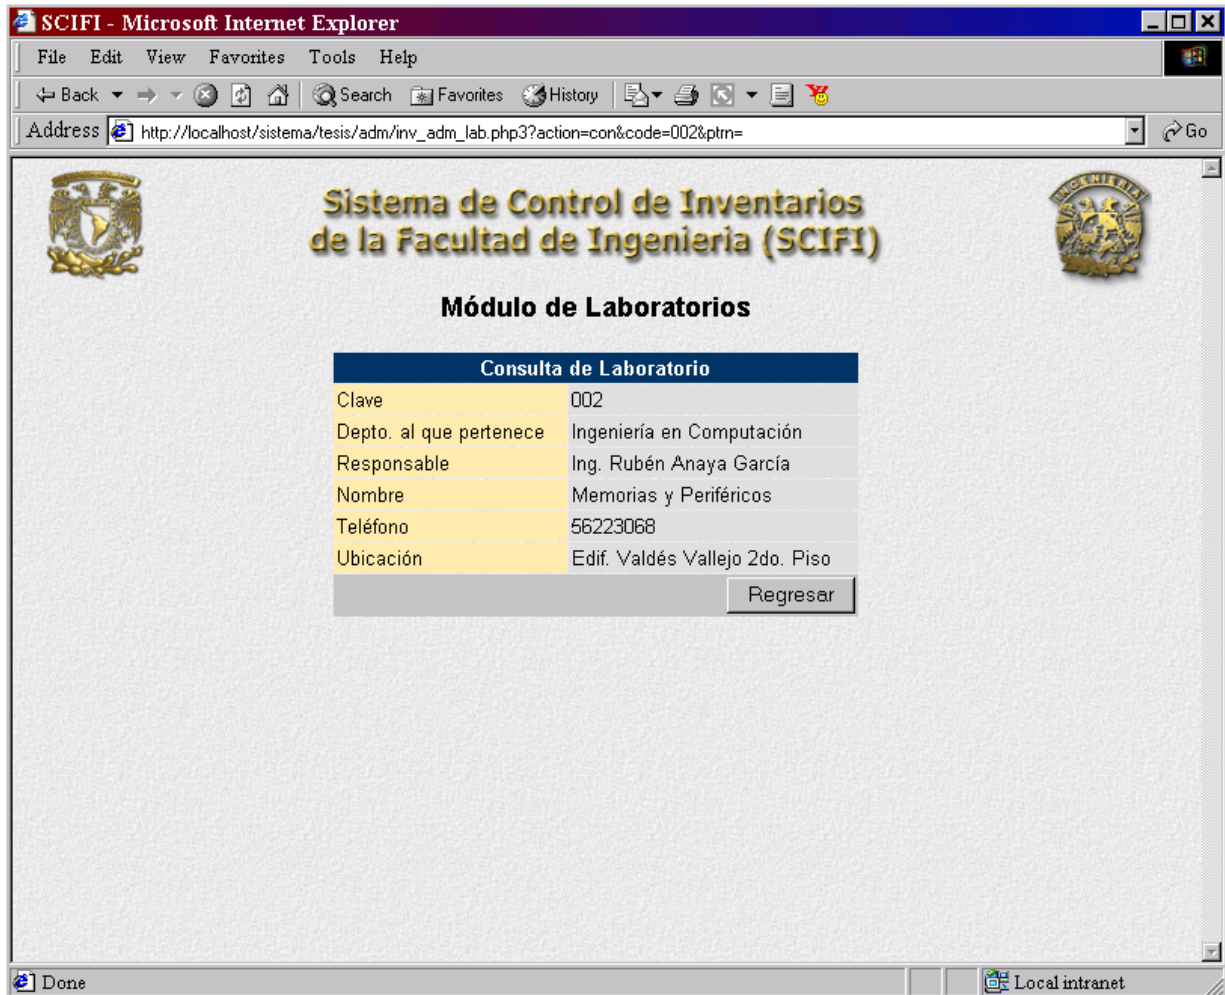 SCIFI - Microsoft Internet Explorer
File Edit View Favorites Tools Help
Back Search Favorites History
Address http://localhost/sistema/tesis/adm/inv_adm_lab.php3?action=con&code=002&ptrn= Go
Sistema de Control de Inventarios
de la Facultad de Ingenieria (SCIFI)
INGENIERIA
Módulo de Laboratorios
Consulta de Laboratorio
Clave 002
Depto. al que pertenece Ingeniería en Computación
Responsable Ing. Rubén Anaya García
Nombre Memorias y Periféricos
Teléfono 56223068
Ubicación Edif. Valdés Vallejo 2do. Piso
Regresar
Done Local intranet